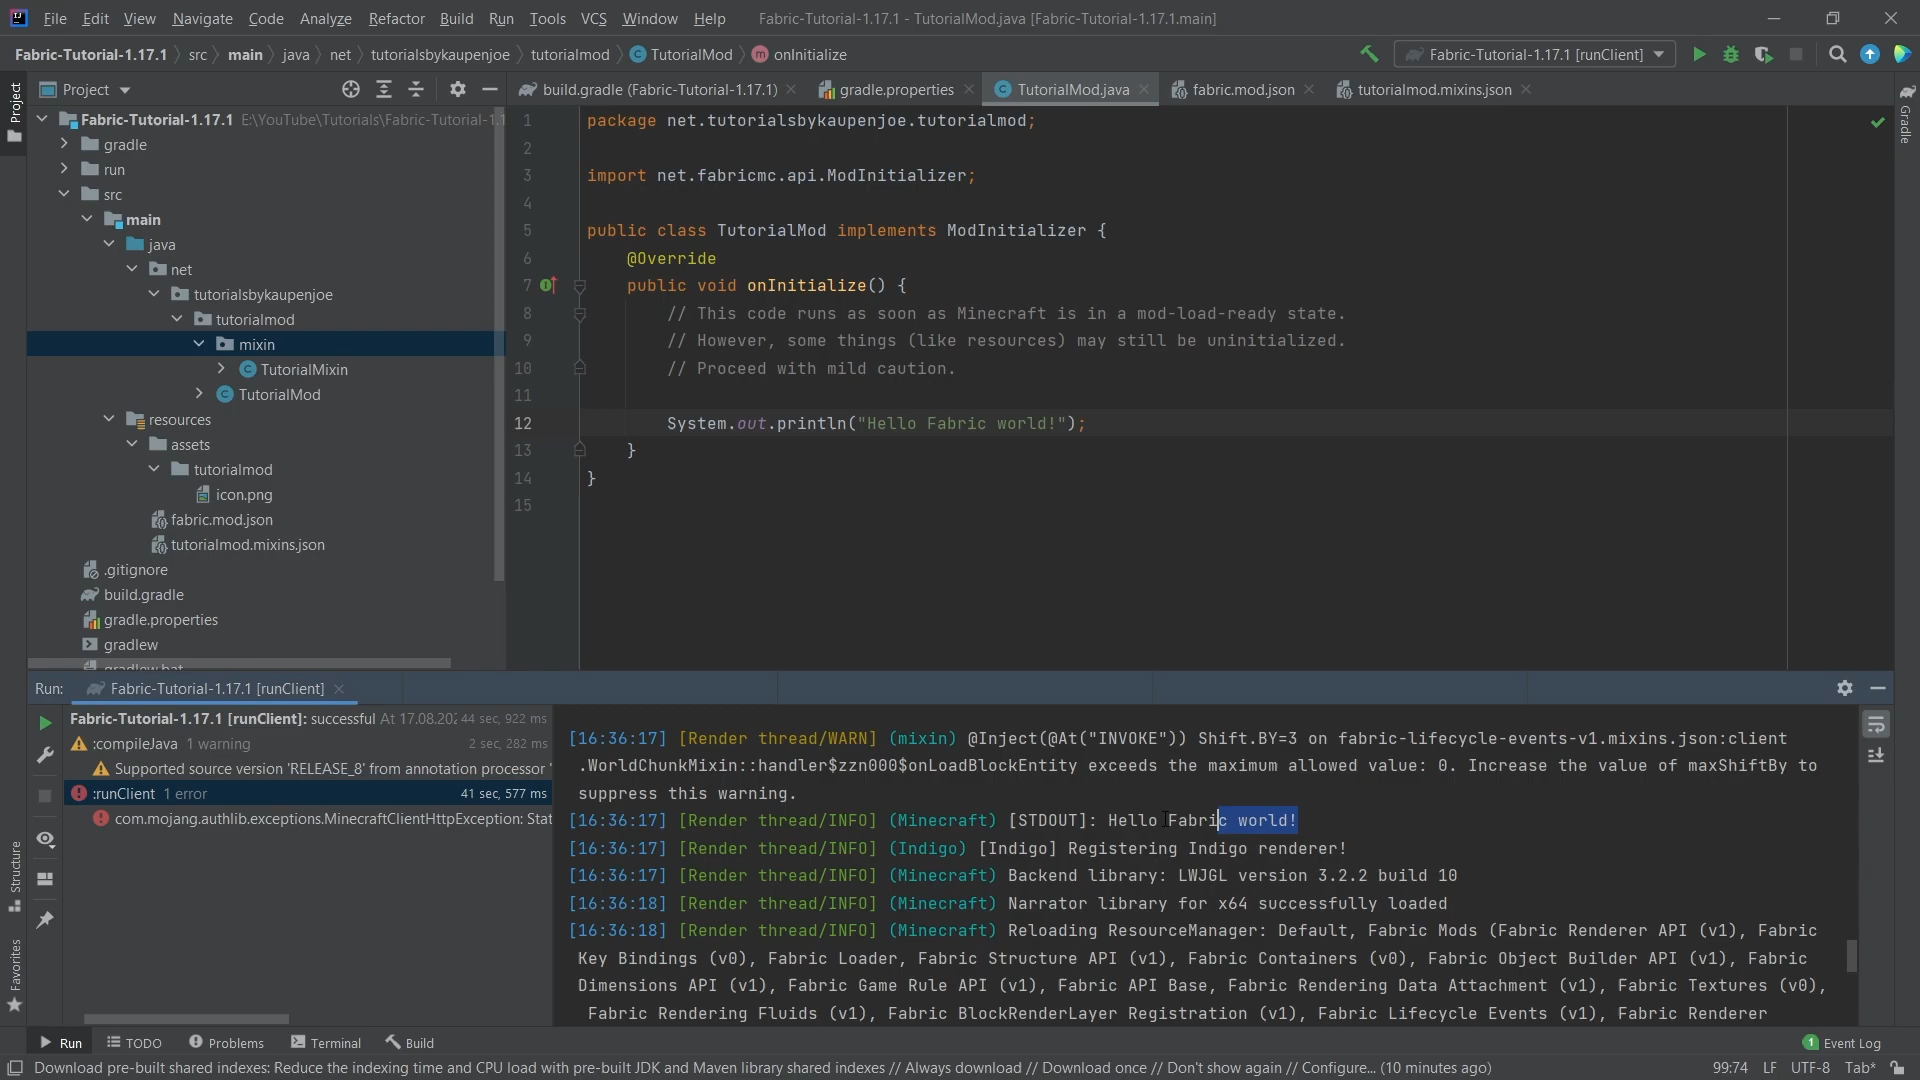 File Edit View Navigate Code Analyze Refactor Build Run Tools VCS Window Help Fabric-Tutorial-1.17.1 - TutorialMod.java [Fabric-Tutorial-1.17.1.main]
Fabric-Tutorial-1.17.1 src main java net tutorialsbykaupenjoe tutorialmod TutorialMod onInitialize Fabric-Tutorial-1.17.1 [runClient]
Project
build.gradle (Fabric-Tutorial-1.17.1) gradle.properties TutorialMod.java fabric.mod.json tutorialmod.mixins.json
Project
Gradle
Fabric-Tutorial-1.17.1 E:\YouTube\Tutorials\Fabric-Tutorial-1.1
gradle
run
src
main
java
net
tutorialsbykaupenjoe
tutorialmod
mixin
TutorialMixin
TutorialMod
resources
assets
tutorialmod
icon.png
fabric.mod.json
tutorialmod.mixins.json
.gitignore
build.gradle
gradle.properties
gradlew
gradlew.bat
1 package net.tutorialsbykaupenjoe.tutorialmod;
2
3 import net.fabricmc.api.ModInitializer;
4
5 public class TutorialMod implements ModInitializer {
6 @Override
7 public void onInitialize() {
8 // This code runs as soon as Minecraft is in a mod-load-ready state.
9 // However, some things (like resources) may still be uninitialized.
10 // Proceed with mild caution.
11
12 System.out.println("Hello Fabric world!");
13 }
14 }
15
Run: Fabric-Tutorial-1.17.1 [runClient]
Fabric-Tutorial-1.17.1 [runClient]: successful At 17.08.202 44 sec, 922 ms
:compileJava 1 warning 2 sec, 282 ms
Supported source version 'RELEASE_8' from annotation processor '
:runClient 1 error 41 sec, 577 ms
com.mojang.authlib.exceptions.MinecraftClientHttpException: Stat
[16:36:17] [Render thread/WARN] (mixin) @Inject(@At("INVOKE")) Shift.BY=3 on fabric-lifecycle-events-v1.mixins.json:client
.WorldChunkMixin::handler$zzn000$onLoadBlockEntity exceeds the maximum allowed value: 0. Increase the value of maxShiftBy to
suppress this warning.
[16:36:17] [Render thread/INFO] (Minecraft) [STDOUT]: Hello Fabric world!
[16:36:17] [Render thread/INFO] (Indigo) [Indigo] Registering Indigo renderer!
[16:36:17] [Render thread/INFO] (Minecraft) Backend library: LWJGL version 3.2.2 build 10
[16:36:18] [Render thread/INFO] (Minecraft) Narrator library for x64 successfully loaded
[16:36:18] [Render thread/INFO] (Minecraft) Reloading ResourceManager: Default, Fabric Mods (Fabric Renderer API (v1), Fabric
Key Bindings (v0), Fabric Loader, Fabric Structure API (v1), Fabric Containers (v0), Fabric Object Builder API (v1), Fabric
Dimensions API (v1), Fabric Game Rule API (v1), Fabric API Base, Fabric Rendering Data Attachment (v1), Fabric Textures (v0),
Fabric Rendering Fluids (v1), Fabric BlockRenderLayer Registration (v1), Fabric Lifecycle Events (v1), Fabric Renderer
Structure
Favorites
Run TODO Problems Terminal Build 1 Event Log
Download pre-built shared indexes: Reduce the indexing time and CPU load with pre-built JDK and Maven library shared indexes // Always download // Download once // Don't show again // Configure... (10 minutes ago) 99:74 LF UTF-8 Tab*